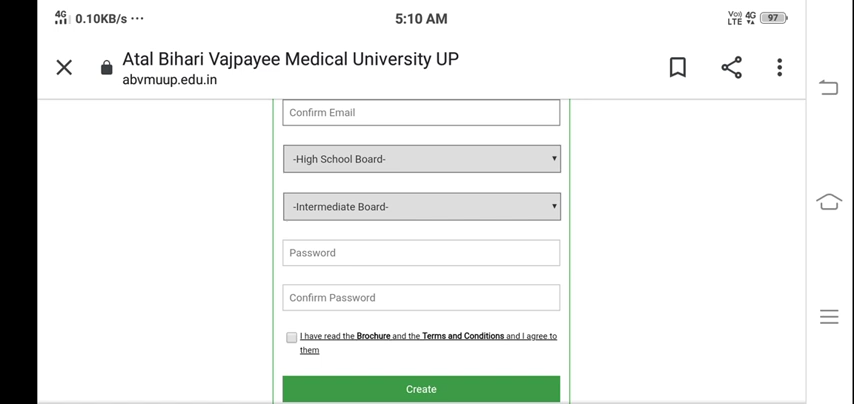 4G 0.10KB/s ··· 5:10 AM Vo)) LTE 4G 97
Atal Bihari Vajpayee Medical University UP
abvmuup.edu.in
Confirm Email
-High School Board-
-Intermediate Board-
Password
Confirm Password
I have read the Brochure and the Terms and Conditions and I agree to
them
Create